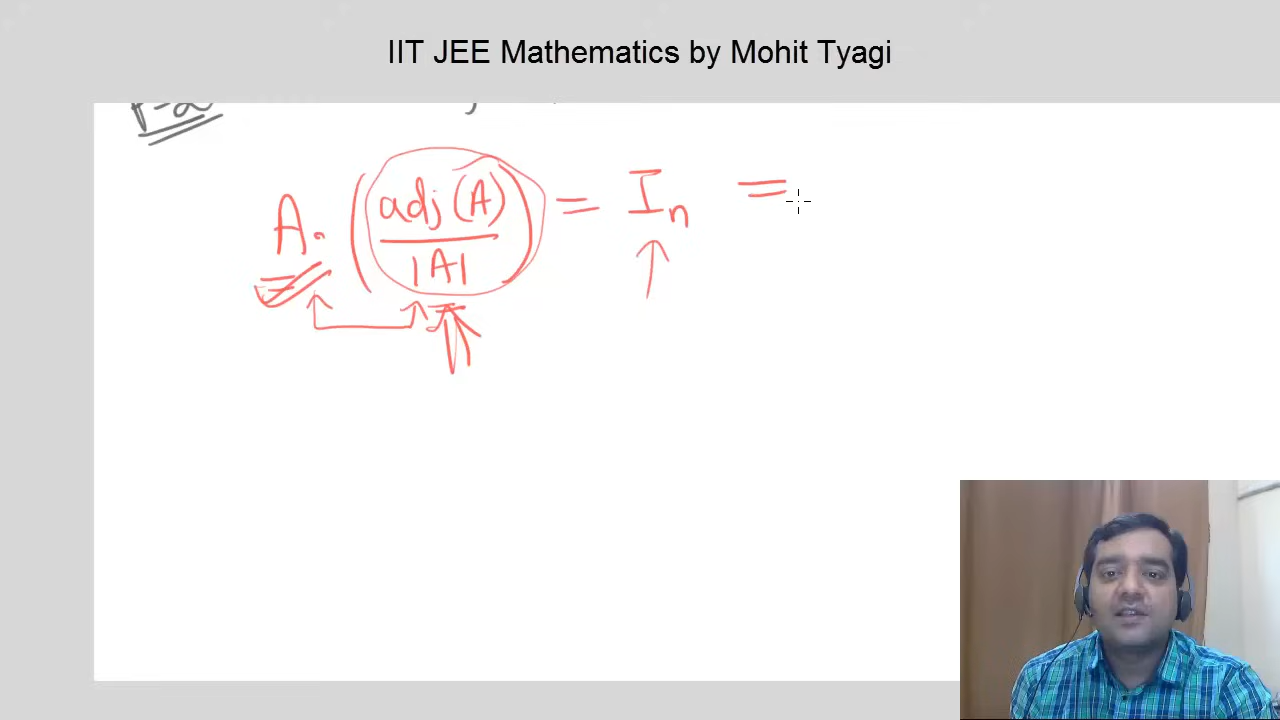 IIT JEE Mathematics by Mohit Tyagi
A. (adj(A)/|A|) = Iₙ =